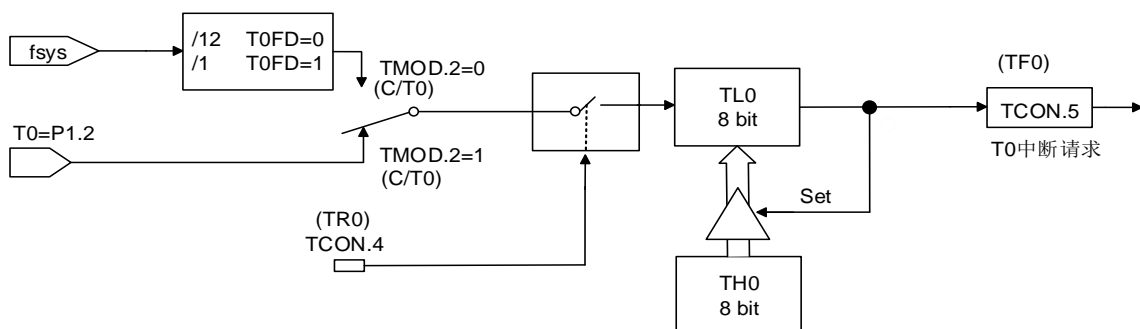 fsys
/12 T0FD=0
/1 T0FD=1
TMOD.2=0
(C/T0)
T0=P1.2
TMOD.2=1
(C/T0)
(TR0)
TCON.4
TL0
8 bit
Set
TH0
8 bit
(TF0)
TCON.5
T0中断请求